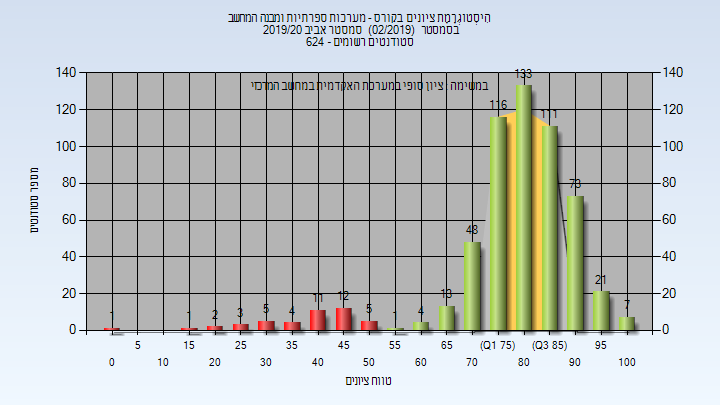 היסטוגרמת ציונים בקורס - מערכות ספרתיות ומבנה המחשב
בסמסטר (02/2019) סמסטר אביב 2019/20
סטודנטים רשומים - 624
במשימה : ציון סופי במערכת האקדמית במחשב המרכזי
מספר סטודנטים
140 140
120 120
100 100
80 80
60 60
40 40
20 20
0 0
1 1 2 3 5 4 11 12 5 1 4 13 48 116 133 111 73 21 7
5 15 25 35 45 55 65 (Q1 75) (Q3 85) 95
0 10 20 30 40 50 60 70 80 90 100
טווח ציונים